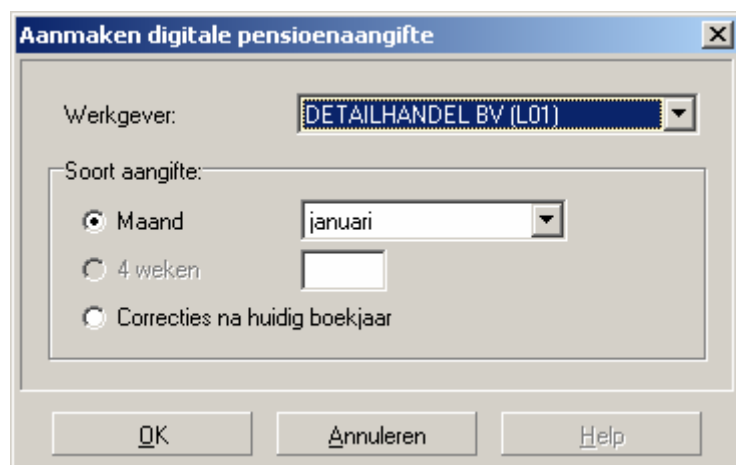 Aanmaken digitale pensioenaangifte
Werkgever: DETAILHANDEL BV (L01)
Soort aangifte:
Maand januari
4 weken
Correcties na huidig boekjaar
OK Annuleren Help